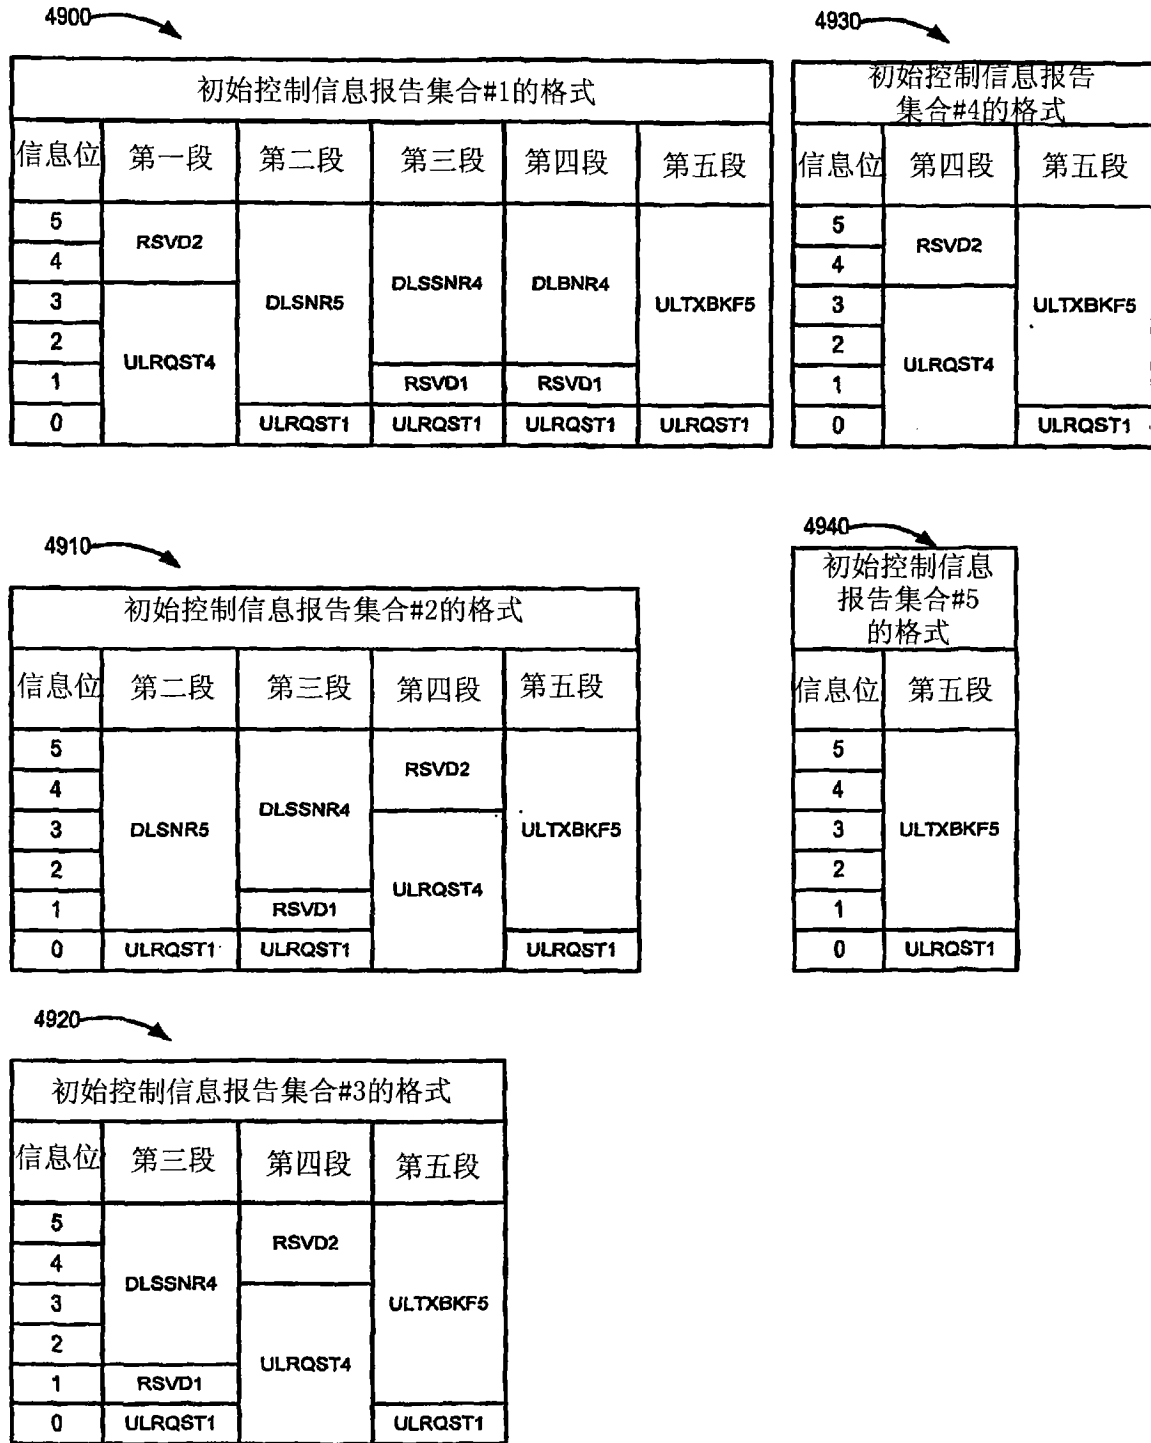 4900
初始控制信息报告集合#1的格式
信息位 第一段 第二段 第三段 第四段 第五段
5
4
3
2
1
0
RSVD2
ULRQST4
DLSNR5
ULRQST1
DLSSNR4
RSVD1
ULRQST1
DLBNR4
RSVD1
ULRQST1
ULTXBKF5
ULRQST1
4930
初始控制信息报告
集合#4的格式
信息位 第四段 第五段
5
4
3
2
1
0
RSVD2
ULRQST4
ULTXBKF5
ULRQST1
4910
初始控制信息报告集合#2的格式
信息位 第二段 第三段 第四段 第五段
5
4
3
2
1
0
DLSNR5
ULRQST1
DLSSNR4
RSVD1
ULRQST1
RSVD2
ULRQST4
ULTXBKF5
ULRQST1
4940
初始控制信息
报告集合#5
的格式
信息位 第五段
5
4
3
2
1
0
ULTXBKF5
ULRQST1
4920
初始控制信息报告集合#3的格式
信息位 第三段 第四段 第五段
5
4
3
2
1
0
DLSSNR4
RSVD1
ULRQST1
RSVD2
ULRQST4
ULTXBKF5
ULRQST1